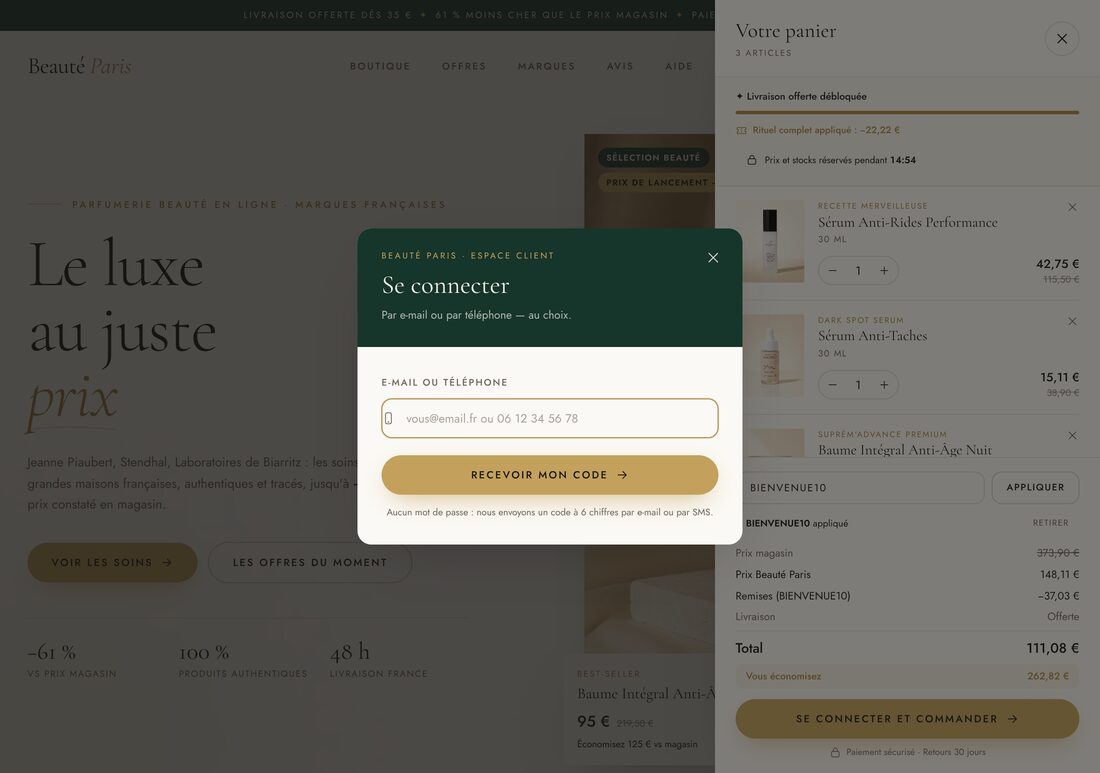 LIVRAISON OFFERTE DÈS 35 € ✦ 61 % MOINS CHER QUE LE PRIX MAGASIN ✦ PAIE
Beauté Paris
BOUTIQUE OFFRES MARQUES AVIS AIDE
PARFUMERIE BEAUTÉ EN LIGNE · MARQUES FRANÇAISES
Le luxe
au juste
prix
Jeanne Piaubert, Stendhal, Laboratoires de Biarritz : les soins
grandes maisons françaises, authentiques et tracés, jusqu'à
prix constaté en magasin.
VOIR LES SOINS →
LES OFFRES DU MOMENT
–61 %
VS PRIX MAGASIN
100 %
PRODUITS AUTHENTIQUES
48 h
LIVRAISON FRANCE
SÉLECTION BEAUTÉ
PRIX DE LANCEMENT
BEST-SELLER
Baume Intégral Anti-Â
95 € 219,50 €
Économisez 125 € vs magasin
BEAUTÉ PARIS · ESPACE CLIENT
Se connecter
Par e-mail ou par téléphone — au choix.
E-MAIL OU TÉLÉPHONE
vous@email.fr ou 06 12 34 56 78
RECEVOIR MON CODE →
Aucun mot de passe : nous envoyons un code à 6 chiffres par e-mail ou par SMS.
Votre panier
3 ARTICLES
✦ Livraison offerte débloquée
Rituel complet appliqué : −22,22 €
Prix et stocks réservés pendant 14:54
RECETTE MERVEILLEUSE
Sérum Anti-Rides Performance
30 ML
− 1 +
42,75 €
115,50 €
DARK SPOT SERUM
Sérum Anti-Taches
30 ML
− 1 +
15,11 €
38,90 €
SUPRÊM'ADVANCE PREMIUM
Baume Intégral Anti-Âge Nuit
BIENVENUE10
APPLIQUER
BIENVENUE10 appliqué
RETIRER
Prix magasin 373,90 €
Prix Beauté Paris 148,11 €
Remises (BIENVENUE10) −37,03 €
Livraison Offerte
Total 111,08 €
Vous économisez 262,82 €
SE CONNECTER ET COMMANDER →
Paiement sécurisé · Retours 30 jours